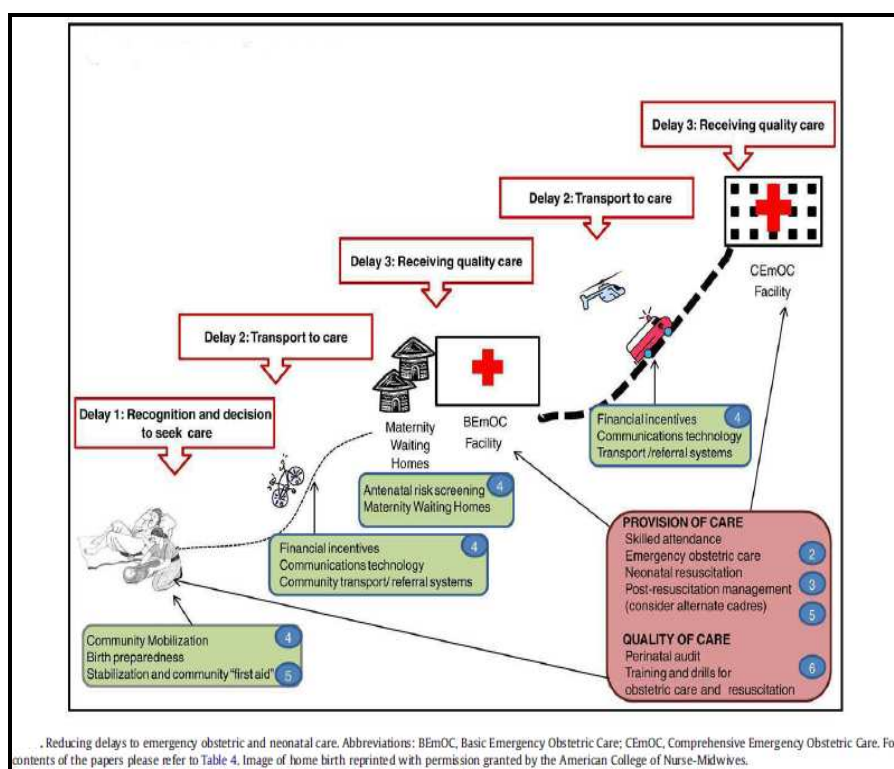 Delay 3: Receiving quality care
Delay 2: Transport to care
CEmOC
Facility
Delay 3: Receiving quality care
Delay 2: Transport to care
Maternity
Waiting
Homes
BEmOC
Facility
Delay 1: Recognition and decision
to seek care
Financial incentives
Communications technology
Transport /referral systems
4
Antenatal risk screening
Maternity Waiting Homes
4
Financial incentives
Communications technology
Community transport/ referral systems
4
PROVISION OF CARE
Skilled attendance
Emergency obstetric care
Neonatal resuscitation
Post-resuscitation management
(consider alternate cadres)
2
3
5
QUALITY OF CARE
Perinatal audit
Training and drills for
obstetric care and resuscitation
6
Community Mobilization
Birth preparedness
Stabilization and community "first aid"
4
5
. Reducing delays to emergency obstetric and neonatal care. Abbreviations: BEmOC, Basic Emergency Obstetric Care; CEmOC, Comprehensive Emergency Obstetric Care. Fo
contents of the papers please refer to Table 4. Image of home birth reprinted with permission granted by the American College of Nurse-Midwives.